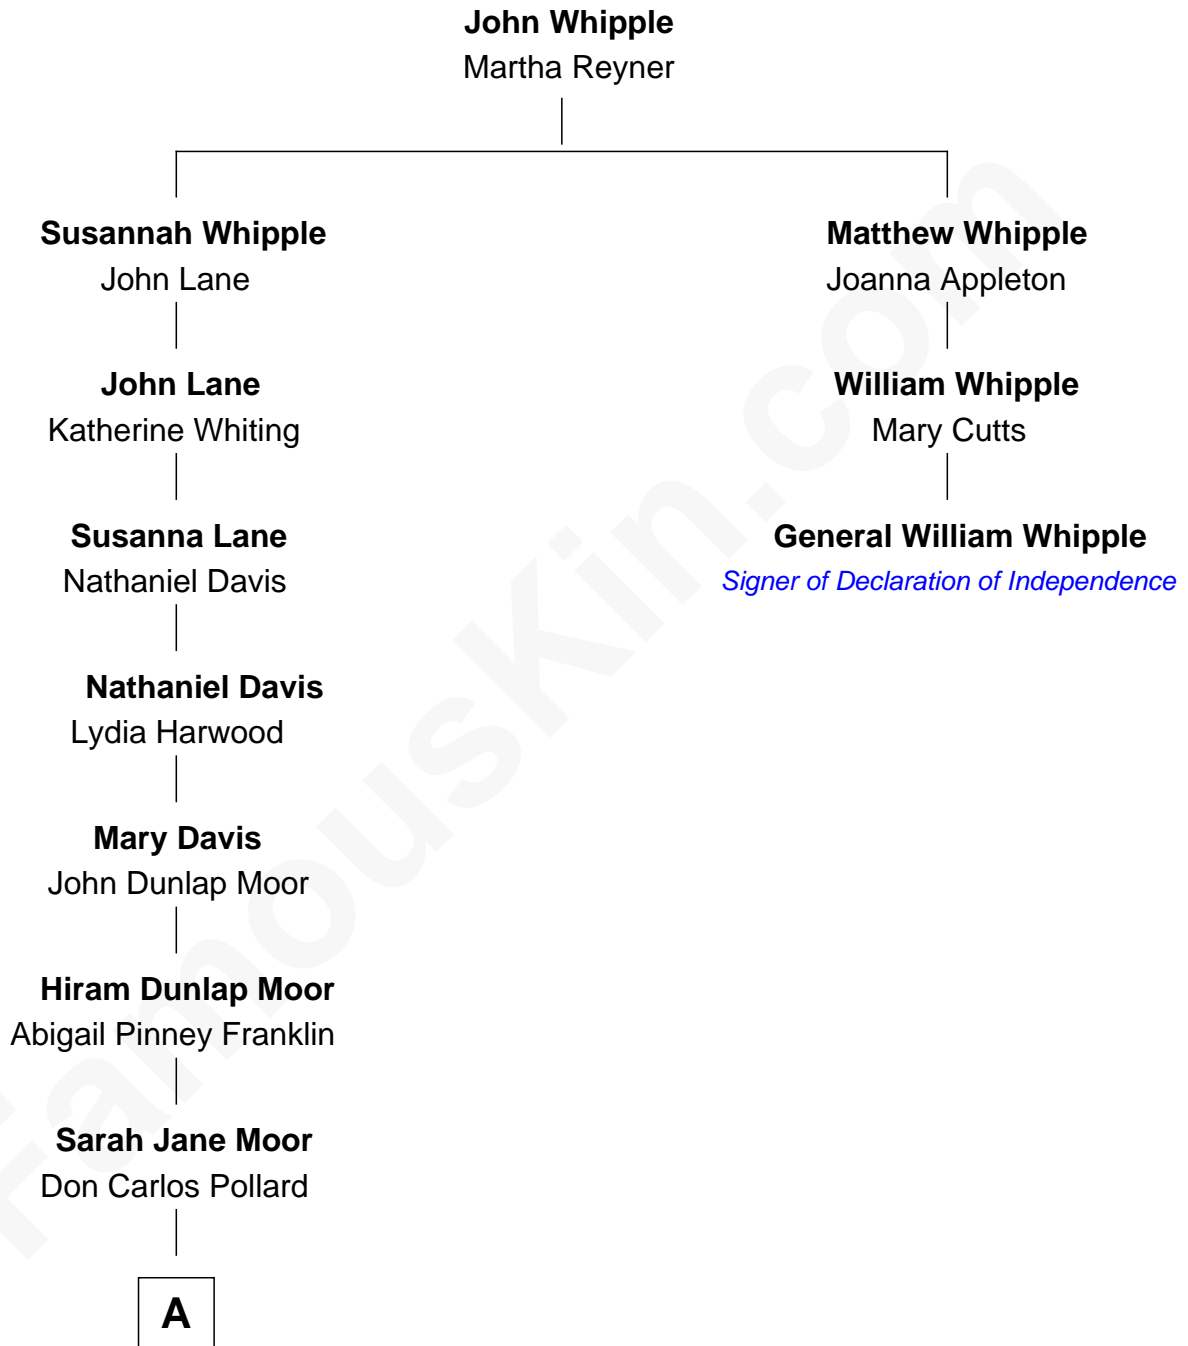 John Whipple
Martha Reyner
Susannah Whipple
John Lane
Matthew Whipple
Joanna Appleton
John Lane
Katherine Whiting
William Whipple
Mary Cutts
Susanna Lane
Nathaniel Davis
General William Whipple
Signer of Declaration of Independence
Nathaniel Davis
Lydia Harwood
Mary Davis
John Dunlap Moor
Hiram Dunlap Moor
Abigail Pinney Franklin
Sarah Jane Moor
Don Carlos Pollard
A
FamousKin.com